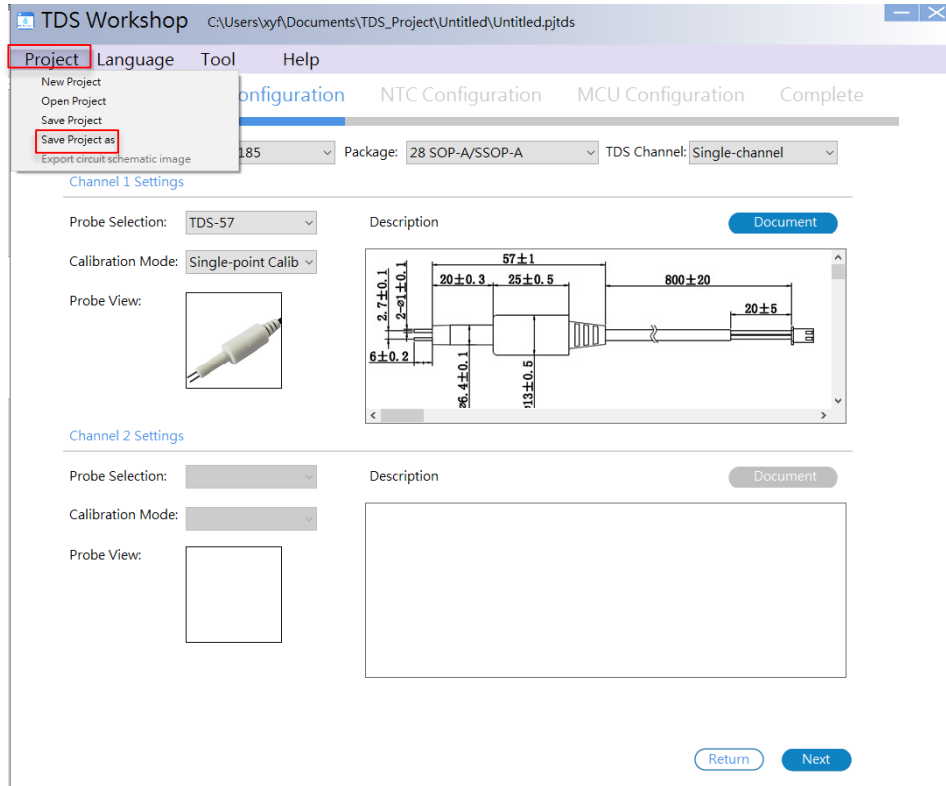 TDS Workshop C:\Users\xyf\Documents\TDS_Project\Untitled\Untitled.pjtds
Project Language Tool Help
New Project
Open Project
Save Project
Save Project as
Export circuit schematic image
onfiguration NTC Configuration MCU Configuration Complete
185 Package: 28 SOP-A/SSOP-A TDS Channel: Single-channel
Channel 1 Settings
Probe Selection: TDS-57 Description Document
Calibration Mode: Single-point Calib
Probe View:
57±1
20±0.3 25±0.5 800±20
2.7±0.1
2-⌀1±0.1
20±5
6±0.2
⌀6.4±0.1
⌀13±0.5
Channel 2 Settings
Probe Selection: Description Document
Calibration Mode:
Probe View:
Return Next